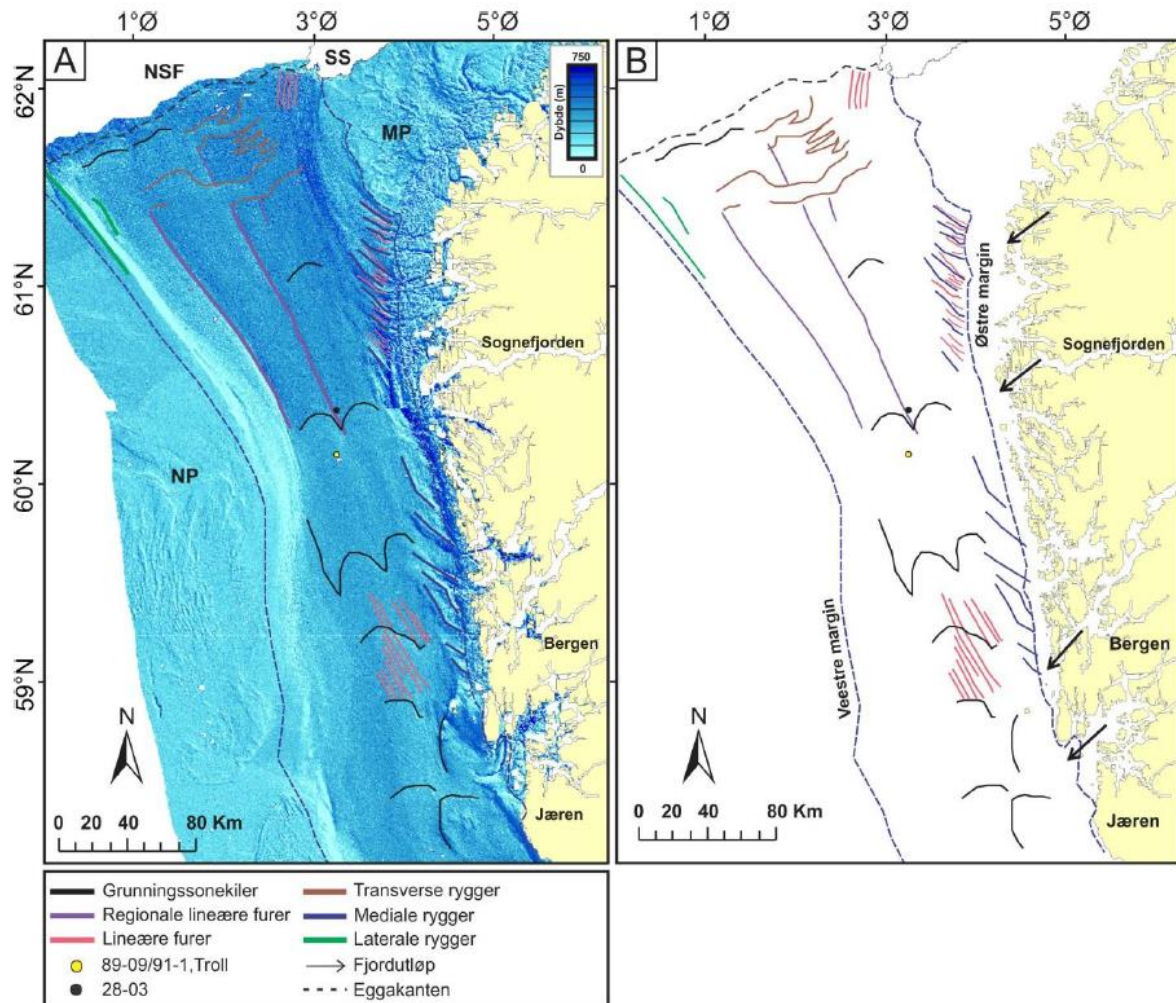 1°Ø 3°Ø 5°Ø 1°Ø 3°Ø 5°Ø
A
NSF
SS
750
Dybde (m)
0
B
62°N
MP
61°N
Sognefjorden
Østre margin
Sognefjorden
NP
60°N
Bergen
Veestre margin
Bergen
59°N
N
N
0 20 40 80 Km
Jæren
0 20 40 80 Km
Jæren
Grunningssonekiler
Regionale lineære furer
Lineære furer
89-09/91-1,Troll
28-03
Transverse rygger
Mediale rygger
Laterale rygger
Fjordutløp
Eggakanten